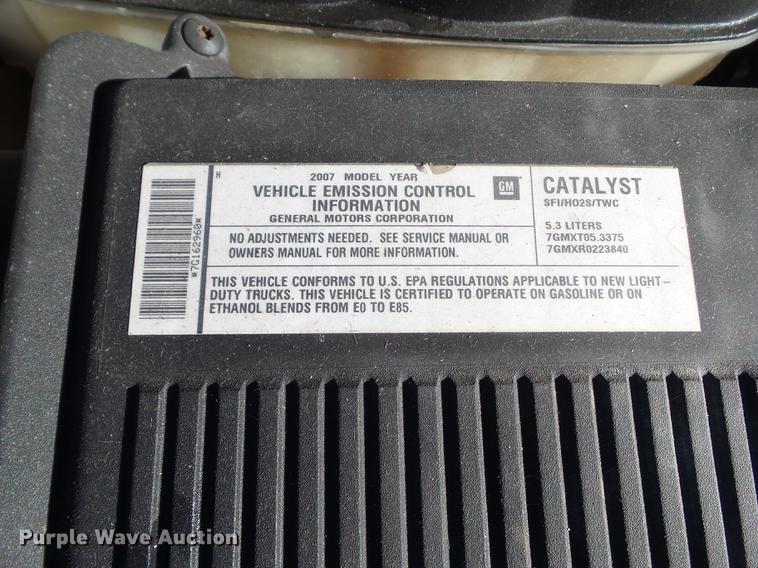 H
2007 MODEL YEAR
VEHICLE EMISSION CONTROL
INFORMATION
GENERAL MOTORS CORPORATION
GM
CATALYST
SFI/HO2S/TWC
5.3 LITERS
7GMXT05.3375
7GMXR0223840
NO ADJUSTMENTS NEEDED. SEE SERVICE MANUAL OR
OWNERS MANUAL FOR MORE INFORMATION.
THIS VEHICLE CONFORMS TO U.S. EPA REGULATIONS APPLICABLE TO NEW LIGHT-
DUTY TRUCKS. THIS VEHICLE IS CERTIFIED TO OPERATE ON GASOLINE OR ON
ETHANOL BLENDS FROM E0 TO E85.
*7G162960*
Purple Wave Auction